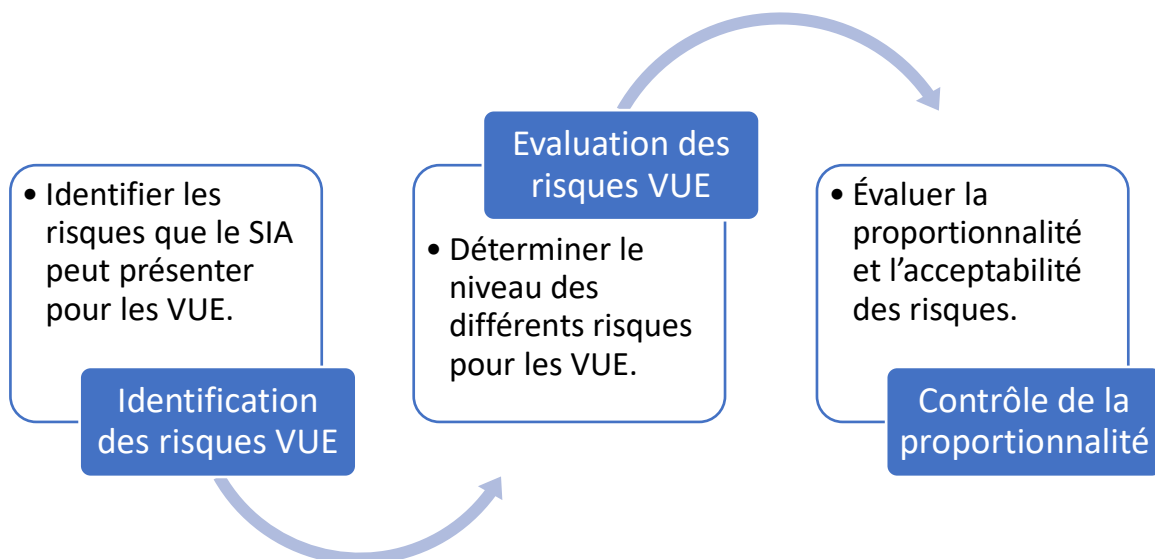 • Identifier les
risques que le SIA
peut présenter
pour les VUE.
Identification
des risques VUE
Evaluation des
risques VUE
• Déterminer le
niveau des
différents risques
pour les VUE.
• Évaluer la
proportionnalité
et l’acceptabilité
des risques.
Contrôle de la
proportionnalité